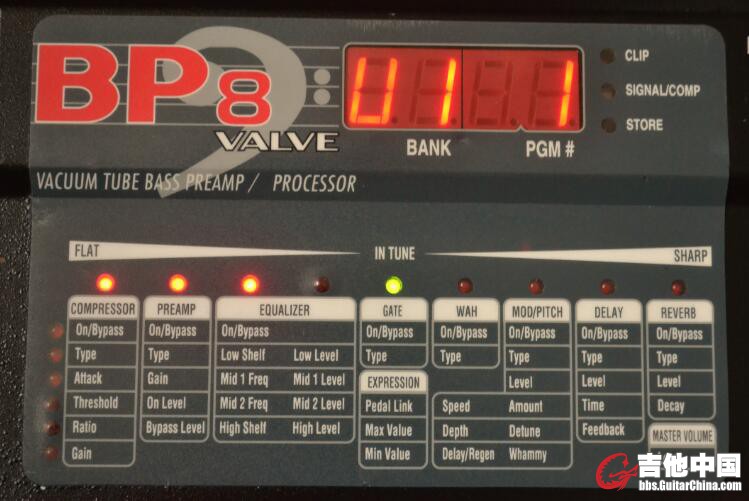 BP8
VALVE
U1 1
BANK PGM #
CLIP
SIGNAL/COMP
STORE
VACUUM TUBE BASS PREAMP / PROCESSOR
FLAT IN TUNE SHARP
COMPRESSOR
On/Bypass
Type
Attack
Threshold
Ratio
Gain
PREAMP
On/Bypass
Type
Gain
On Level
Bypass Level
EQUALIZER
On/Bypass
Low Shelf Low Level
Mid 1 Freq Mid 1 Level
Mid 2 Freq Mid 2 Level
High Shelf High Level
GATE
On/Bypass
Type
EXPRESSION
Pedal Link
Max Value
Min Value
WAH
On/Bypass
Type
MOD/PITCH
On/Bypass
Type
Level
Speed Amount
Depth Detune
Delay/Regen Whammy
DELAY
On/Bypass
Type
Level
Time
Feedback
REVERB
On/Bypass
Type
Level
Decay
MASTER VOLUME
吉他中国
bbs.GuitarChina.com